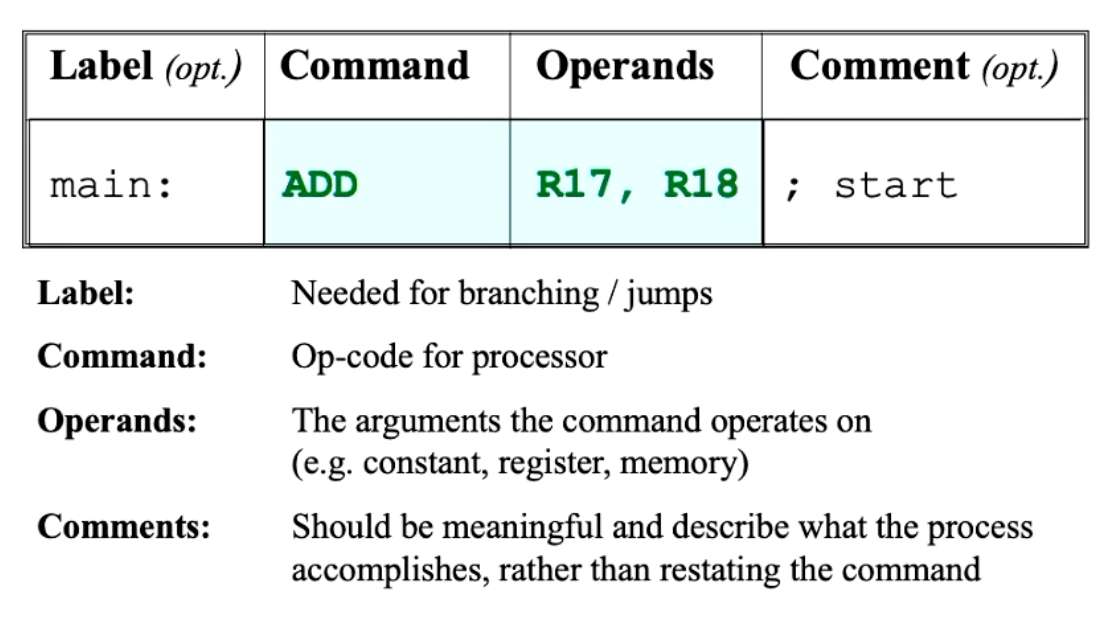 Label (opt.) Command Operands Comment (opt.)
main: ADD R17, R18 ; start
Label: Needed for branching / jumps
Command: Op-code for processor
Operands: The arguments the command operates on
(e.g. constant, register, memory)
Comments: Should be meaningful and describe what the process
accomplishes, rather than restating the command